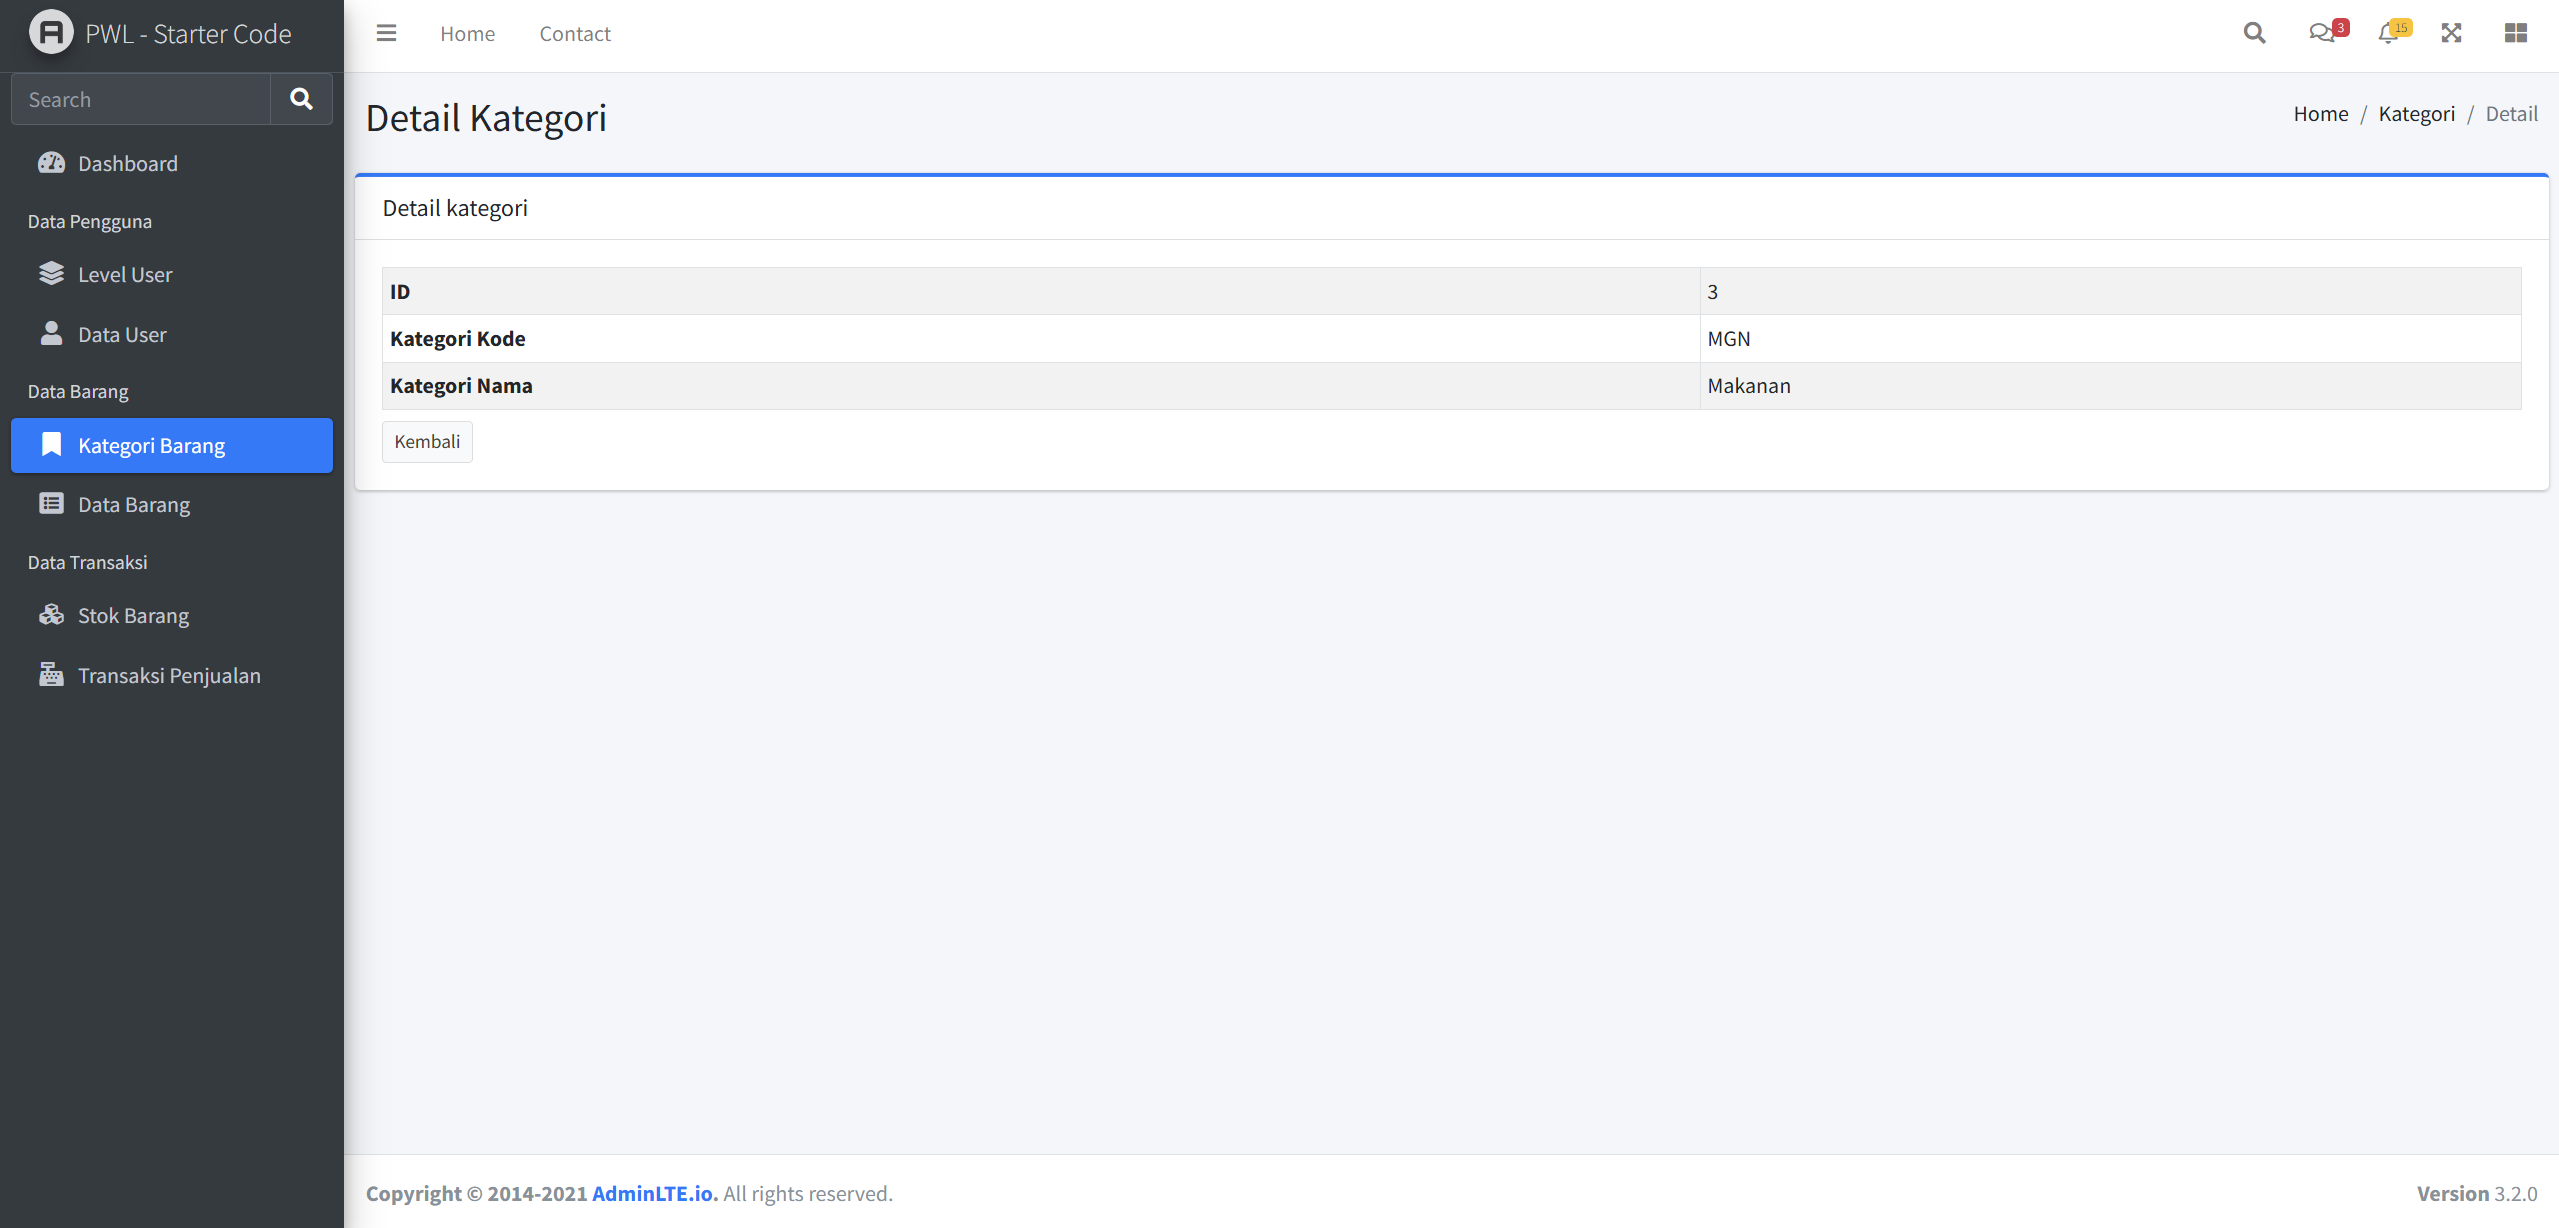 PWL - Starter Code
Home
Contact
3
15
Search
Dashboard
Data Pengguna
Level User
Data User
Data Barang
Kategori Barang
Data Barang
Data Transaksi
Stok Barang
Transaksi Penjualan
Detail Kategori
Home / Kategori / Detail
Detail kategori
ID 3
Kategori Kode MGN
Kategori Nama Makanan
Kembali
Copyright © 2014-2021 AdminLTE.io. All rights reserved.
Version 3.2.0